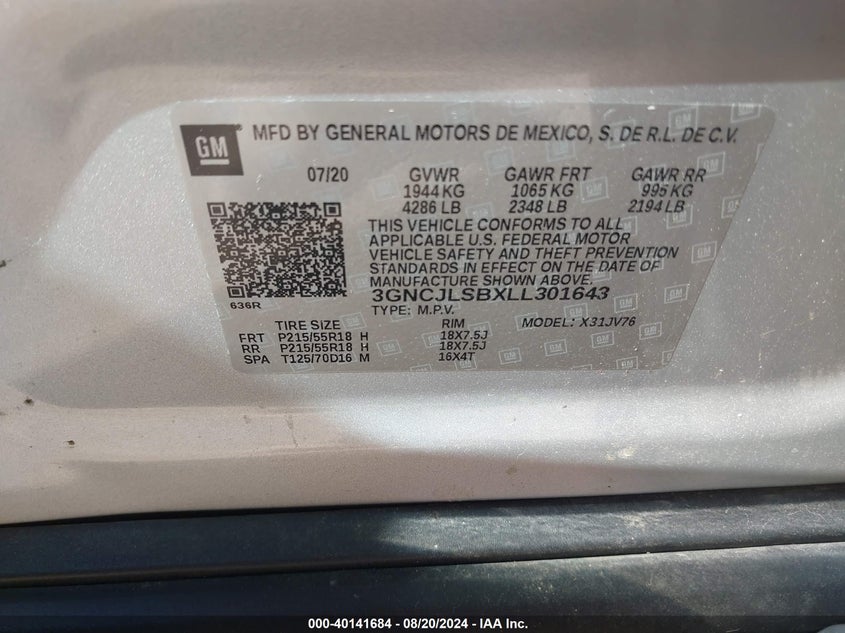 GM
MFD BY GENERAL MOTORS DE MEXICO, S. DE R.L. DE C.V.
07/20 GVWR GAWR FRT GAWR RR
1944 KG 1065 KG 995 KG
4286 LB 2348 LB 2194 LB
THIS VEHICLE CONFORMS TO ALL
APPLICABLE U.S. FEDERAL MOTOR
VEHICLE SAFETY AND THEFT PREVENTION
STANDARDS IN EFFECT ON THE DATE OF
MANUFACTURE SHOWN ABOVE.
636R
3GNCJLSBXLL301643
TYPE: M.P.V. MODEL: X31JV76
TIRE SIZE RIM
FRT P215/55R18 H 18X7.5J
RR P215/55R18 H 18X7.5J
SPA T125/70D16 M 16X4T
000-40141684 - 08/20/2024 - IAA Inc.